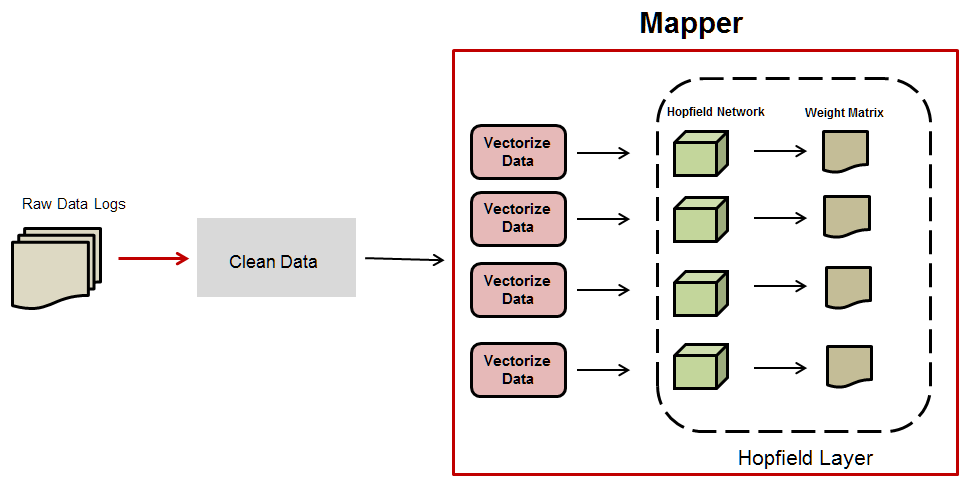 Mapper
Hopfield Network
Weight Matrix
Vectorize
Data
Vectorize
Data
Raw Data Logs
Clean Data
Vectorize
Data
Vectorize
Data
Hopfield Layer